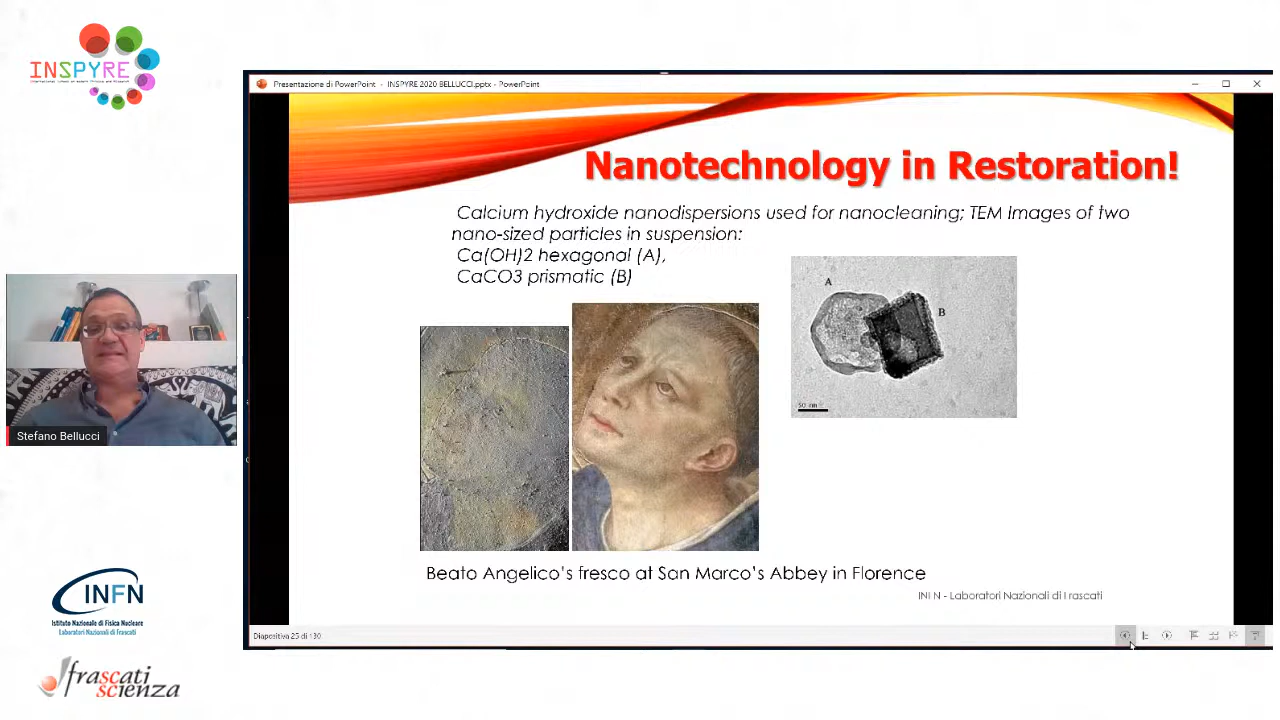 INSPYRE
Presentazione di PowerPoint - INSPYRE 2020 BELLUCCI.pptx - PowerPoint
Nanotechnology in Restoration!
Calcium hydroxide nanodispersions used for nanocleaning; TEM Images of two
nano-sized particles in suspension:
Ca(OH)2 hexagonal (A),
CaCO3 prismatic (B)
A
B
50 nm
Stefano Bellucci
Beato Angelico's fresco at San Marco's Abbey in Florence
INFN - Laboratori Nazionali di Frascati
INFN
Istituto Nazionale di Fisica Nucleare
Laboratori Nazionali di Frascati
Diapositiva 25 di 130
frascati
scienza